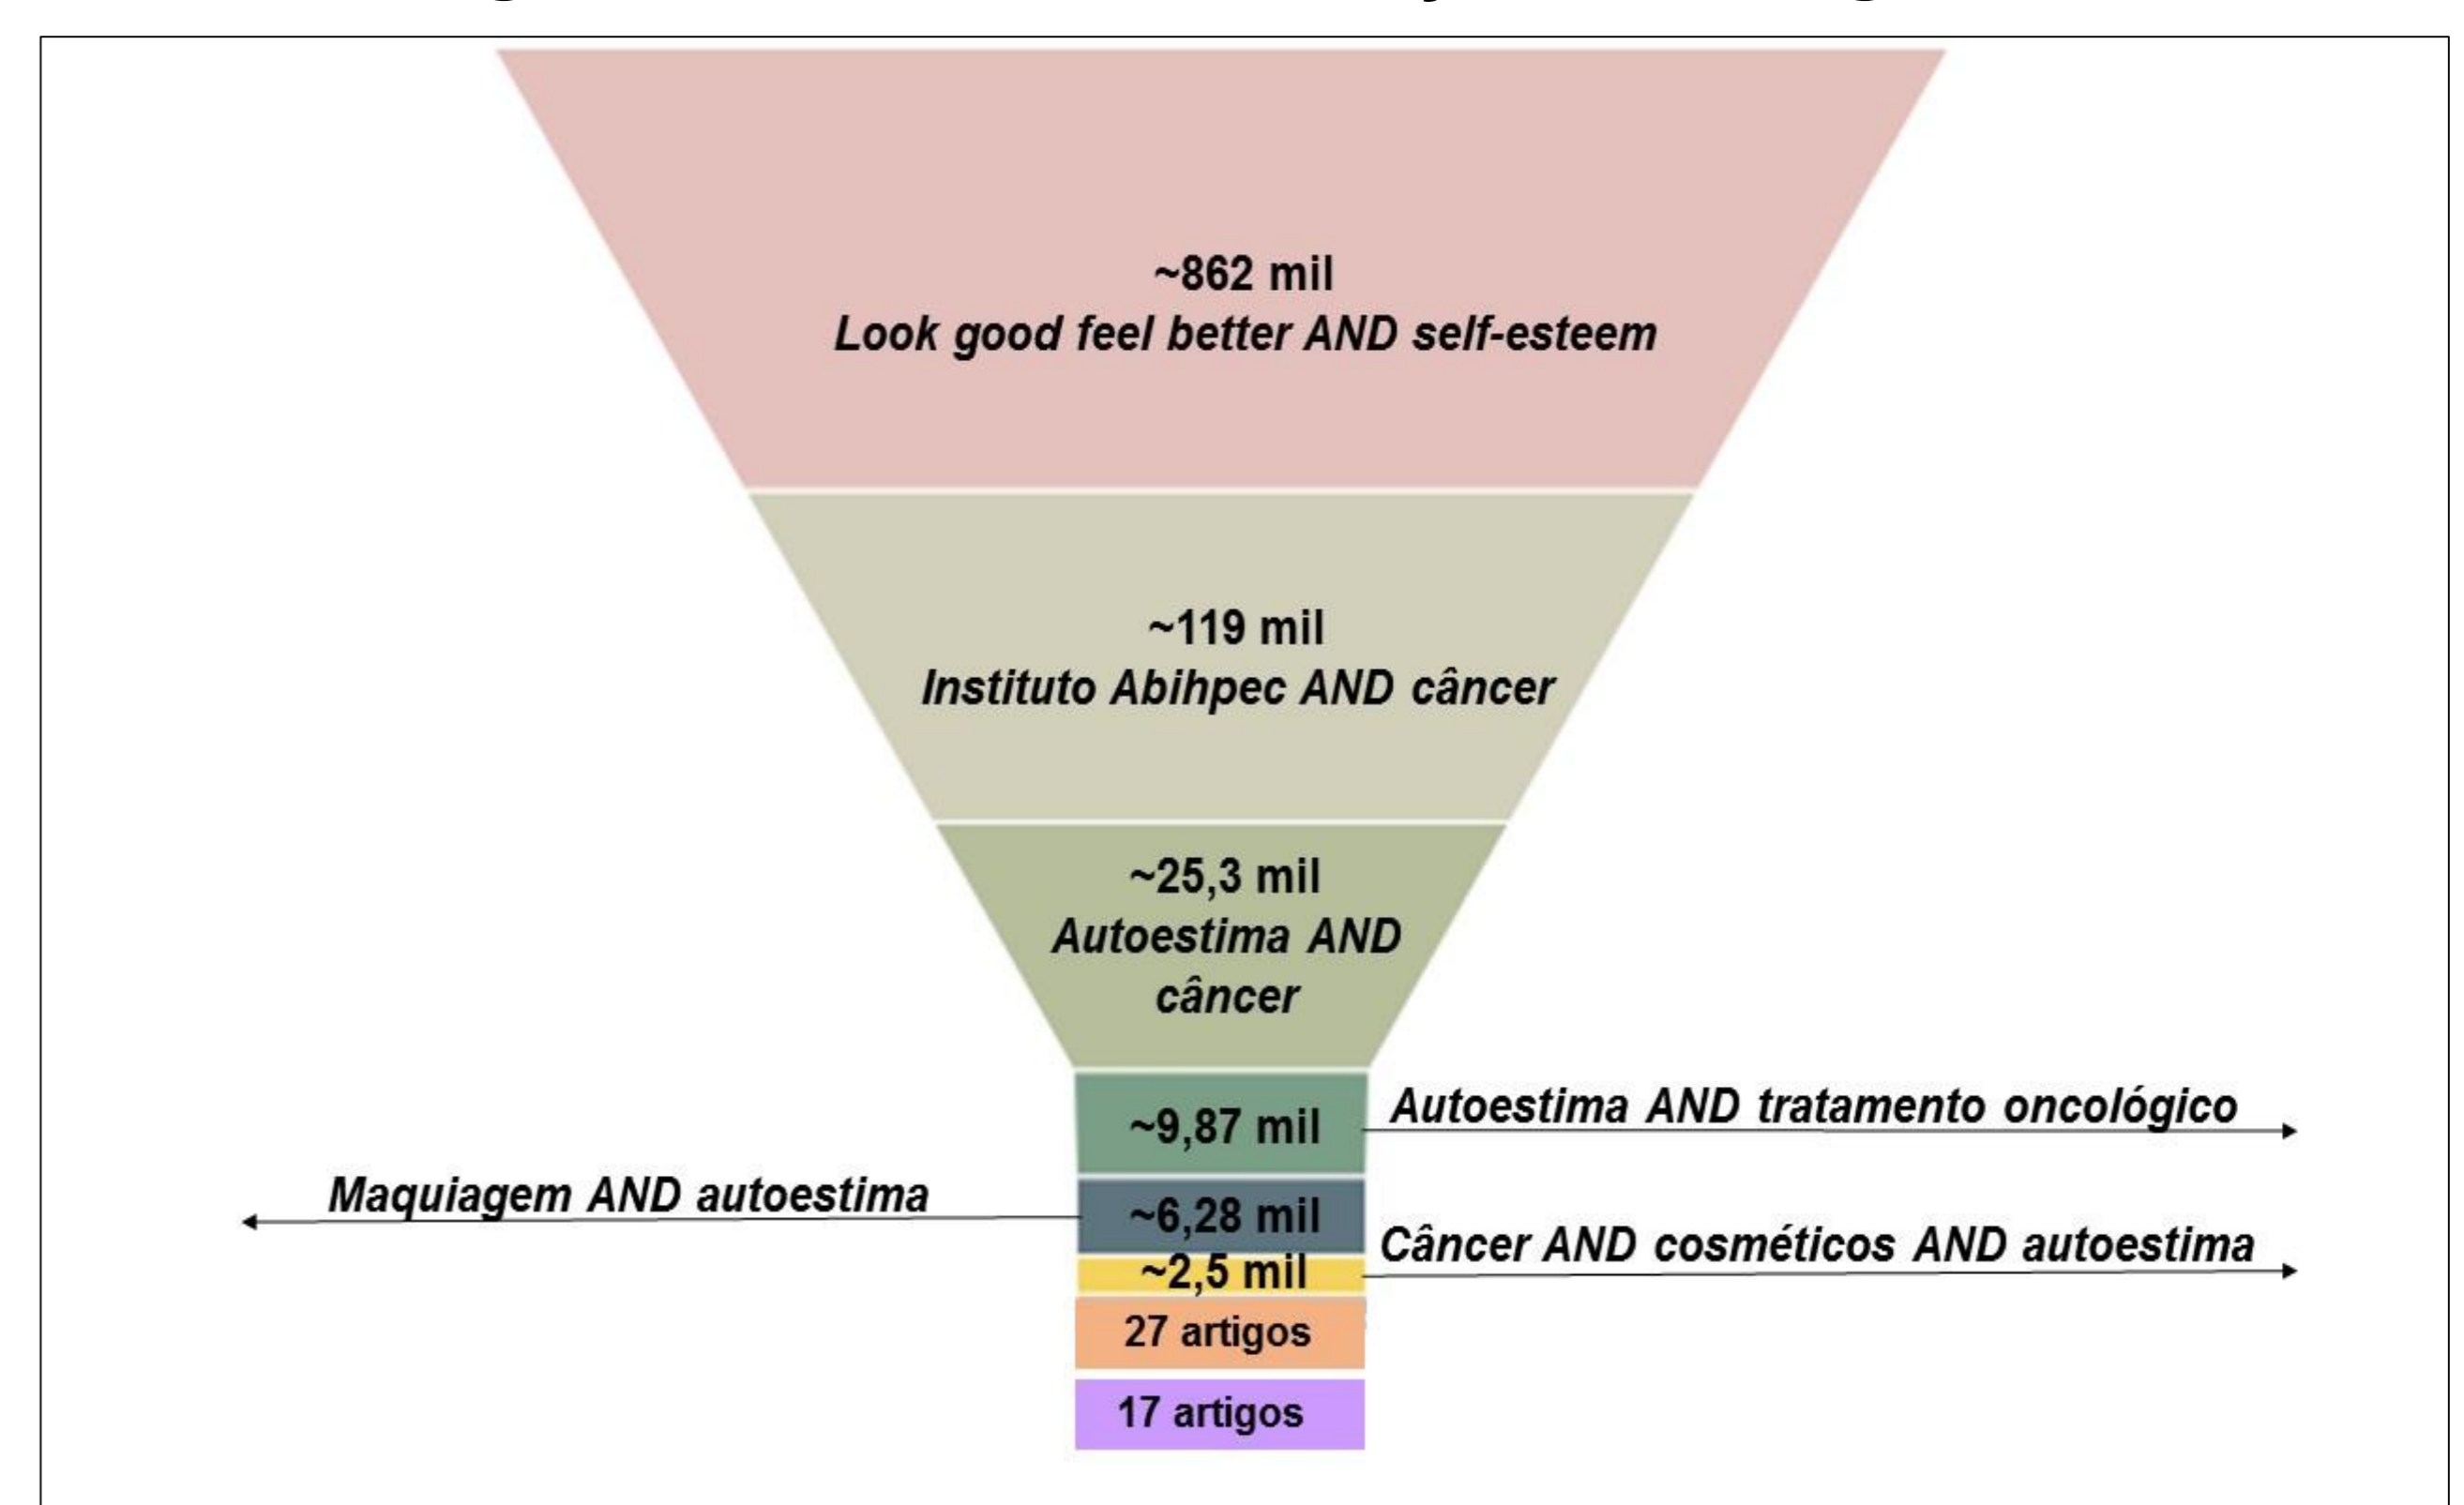 ~862 mil
Look good feel better AND self-esteem
~119 mil
Instituto Abihpec AND câncer
~25,3 mil
Autoestima AND
câncer
~9,87 mil
Autoestima AND tratamento oncológico
Maquiagem AND autoestima
~6,28 mil
Câncer AND cosméticos AND autoestima
~2,5 mil
27 artigos
17 artigos